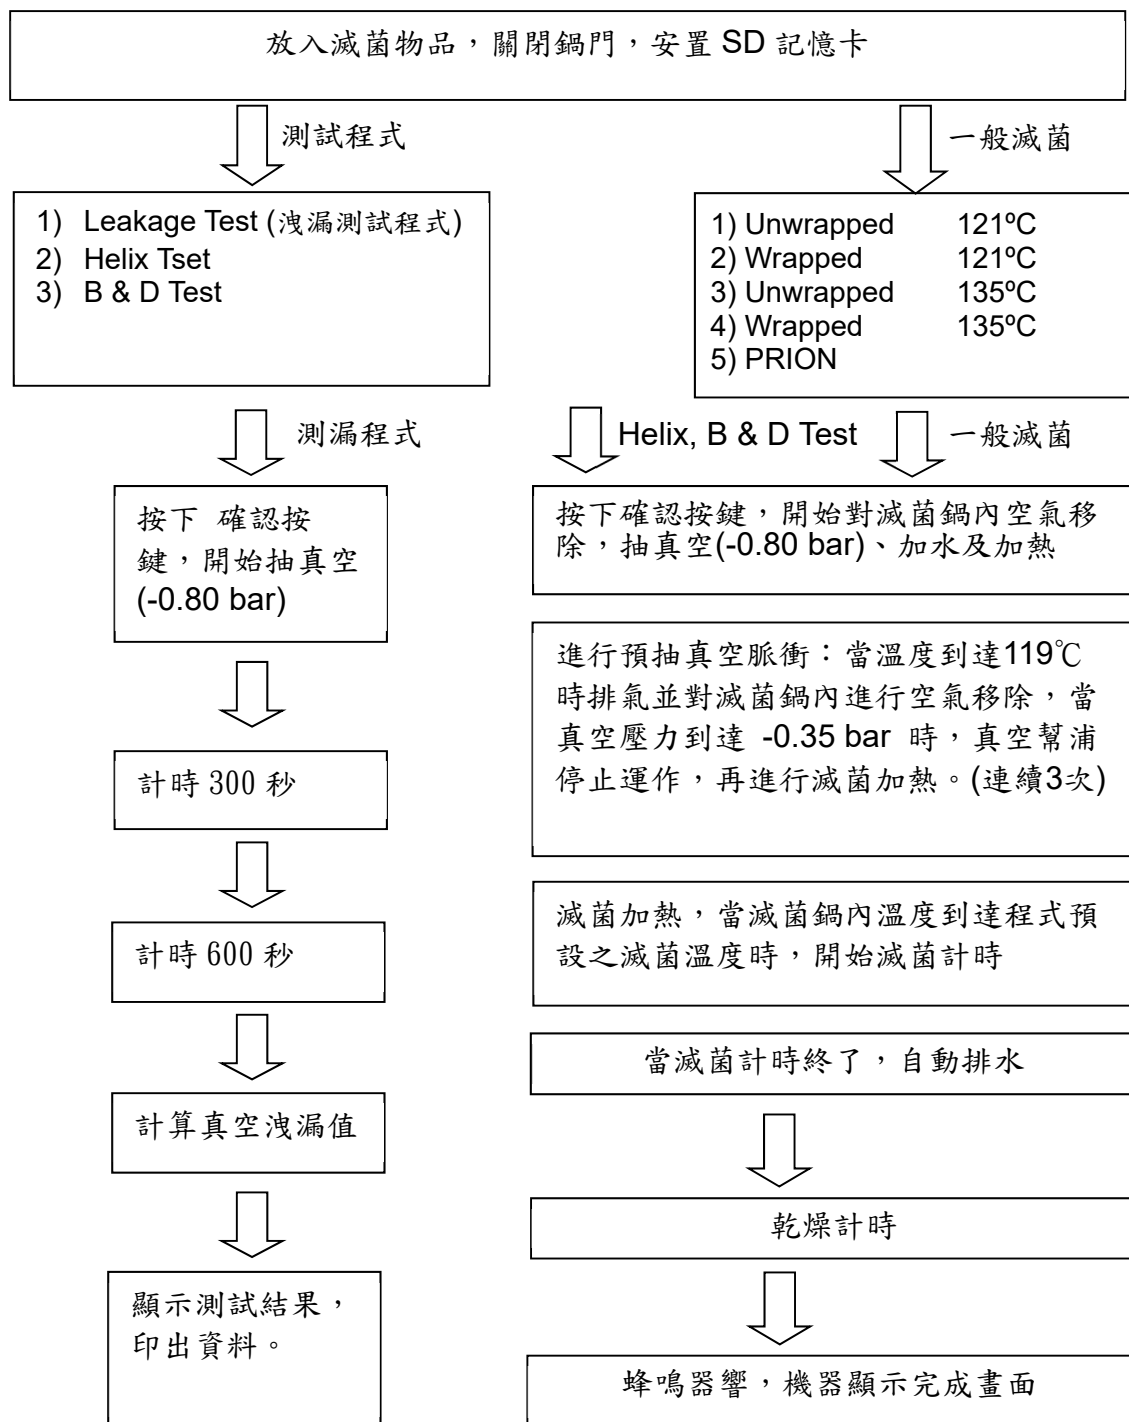 放入滅菌物品，關閉鍋門，安置 SD 記憶卡
測試程式
一般滅菌
1) Leakage Test (洩漏測試程式)
2) Helix Tset
3) B & D Test
1) Unwrapped 121ºC
2) Wrapped 121ºC
3) Unwrapped 135ºC
4) Wrapped 135ºC
5) PRION
測漏程式
Helix, B & D Test
一般滅菌
按下 確認按
鍵，開始抽真空
(-0.80 bar)
計時 300 秒
計時 600 秒
計算真空洩漏值
顯示測試結果，
印出資料。
按下確認按鍵，開始對滅菌鍋內空氣移
除，抽真空(-0.80 bar)、加水及加熱
進行預抽真空脈衝：當溫度到達119℃
時排氣並對滅菌鍋內進行空氣移除，當
真空壓力到達 -0.35 bar 時，真空幫浦
停止運作，再進行滅菌加熱。(連續3次)
滅菌加熱，當滅菌鍋內溫度到達程式預
設之滅菌溫度時，開始滅菌計時
當滅菌計時終了，自動排水
乾燥計時
蜂鳴器響，機器顯示完成畫面